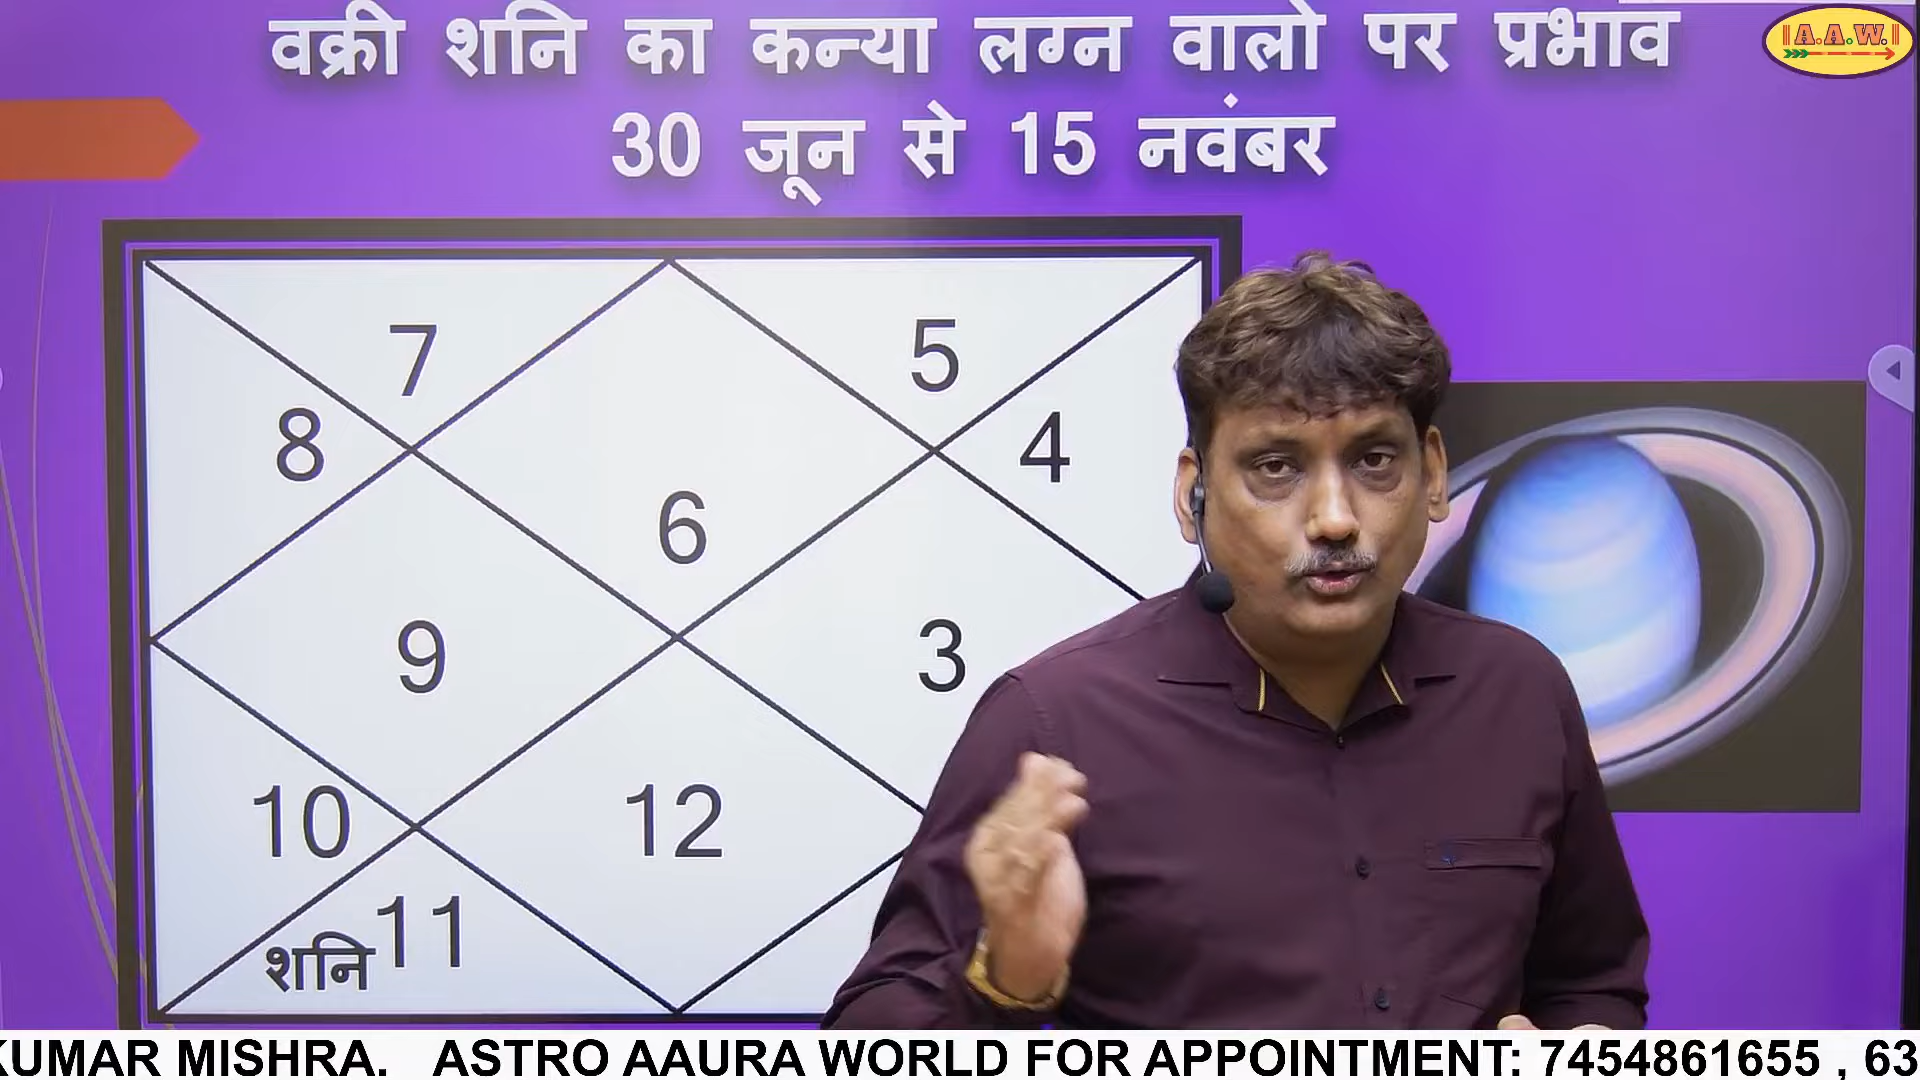 वक्री शनि का कन्या लग्न वालो पर प्रभाव
30 जून से 15 नवंबर
A.A.W.
7
5
8
4
6
9
3
10
12
शनि 11
KUMAR MISHRA. ASTRO AAURA WORLD FOR APPOINTMENT: 7454861655 , 63